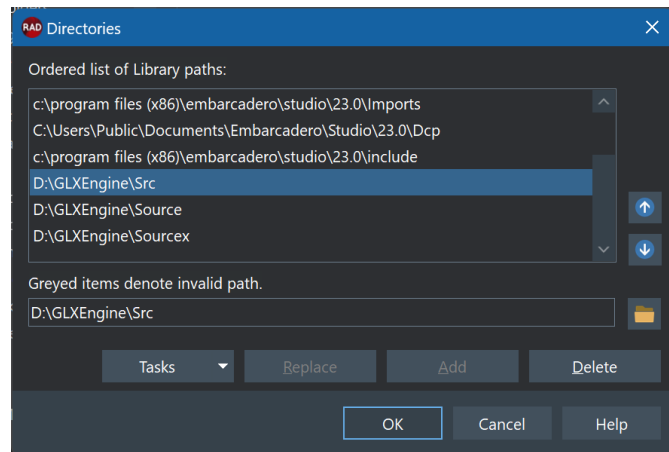 RAD Directories
Ordered list of Library paths:
c:\program files (x86)\embarcadero\studio\23.0\Imports
C:\Users\Public\Documents\Embarcadero\Studio\23.0\Dcp
c:\program files (x86)\embarcadero\studio\23.0\include
D:\GLXEngine\Src
D:\GLXEngine\Source
D:\GLXEngine\Sourcex
Greyed items denote invalid path.
D:\GLXEngine\Src
Tasks Replace Add Delete
OK Cancel Help